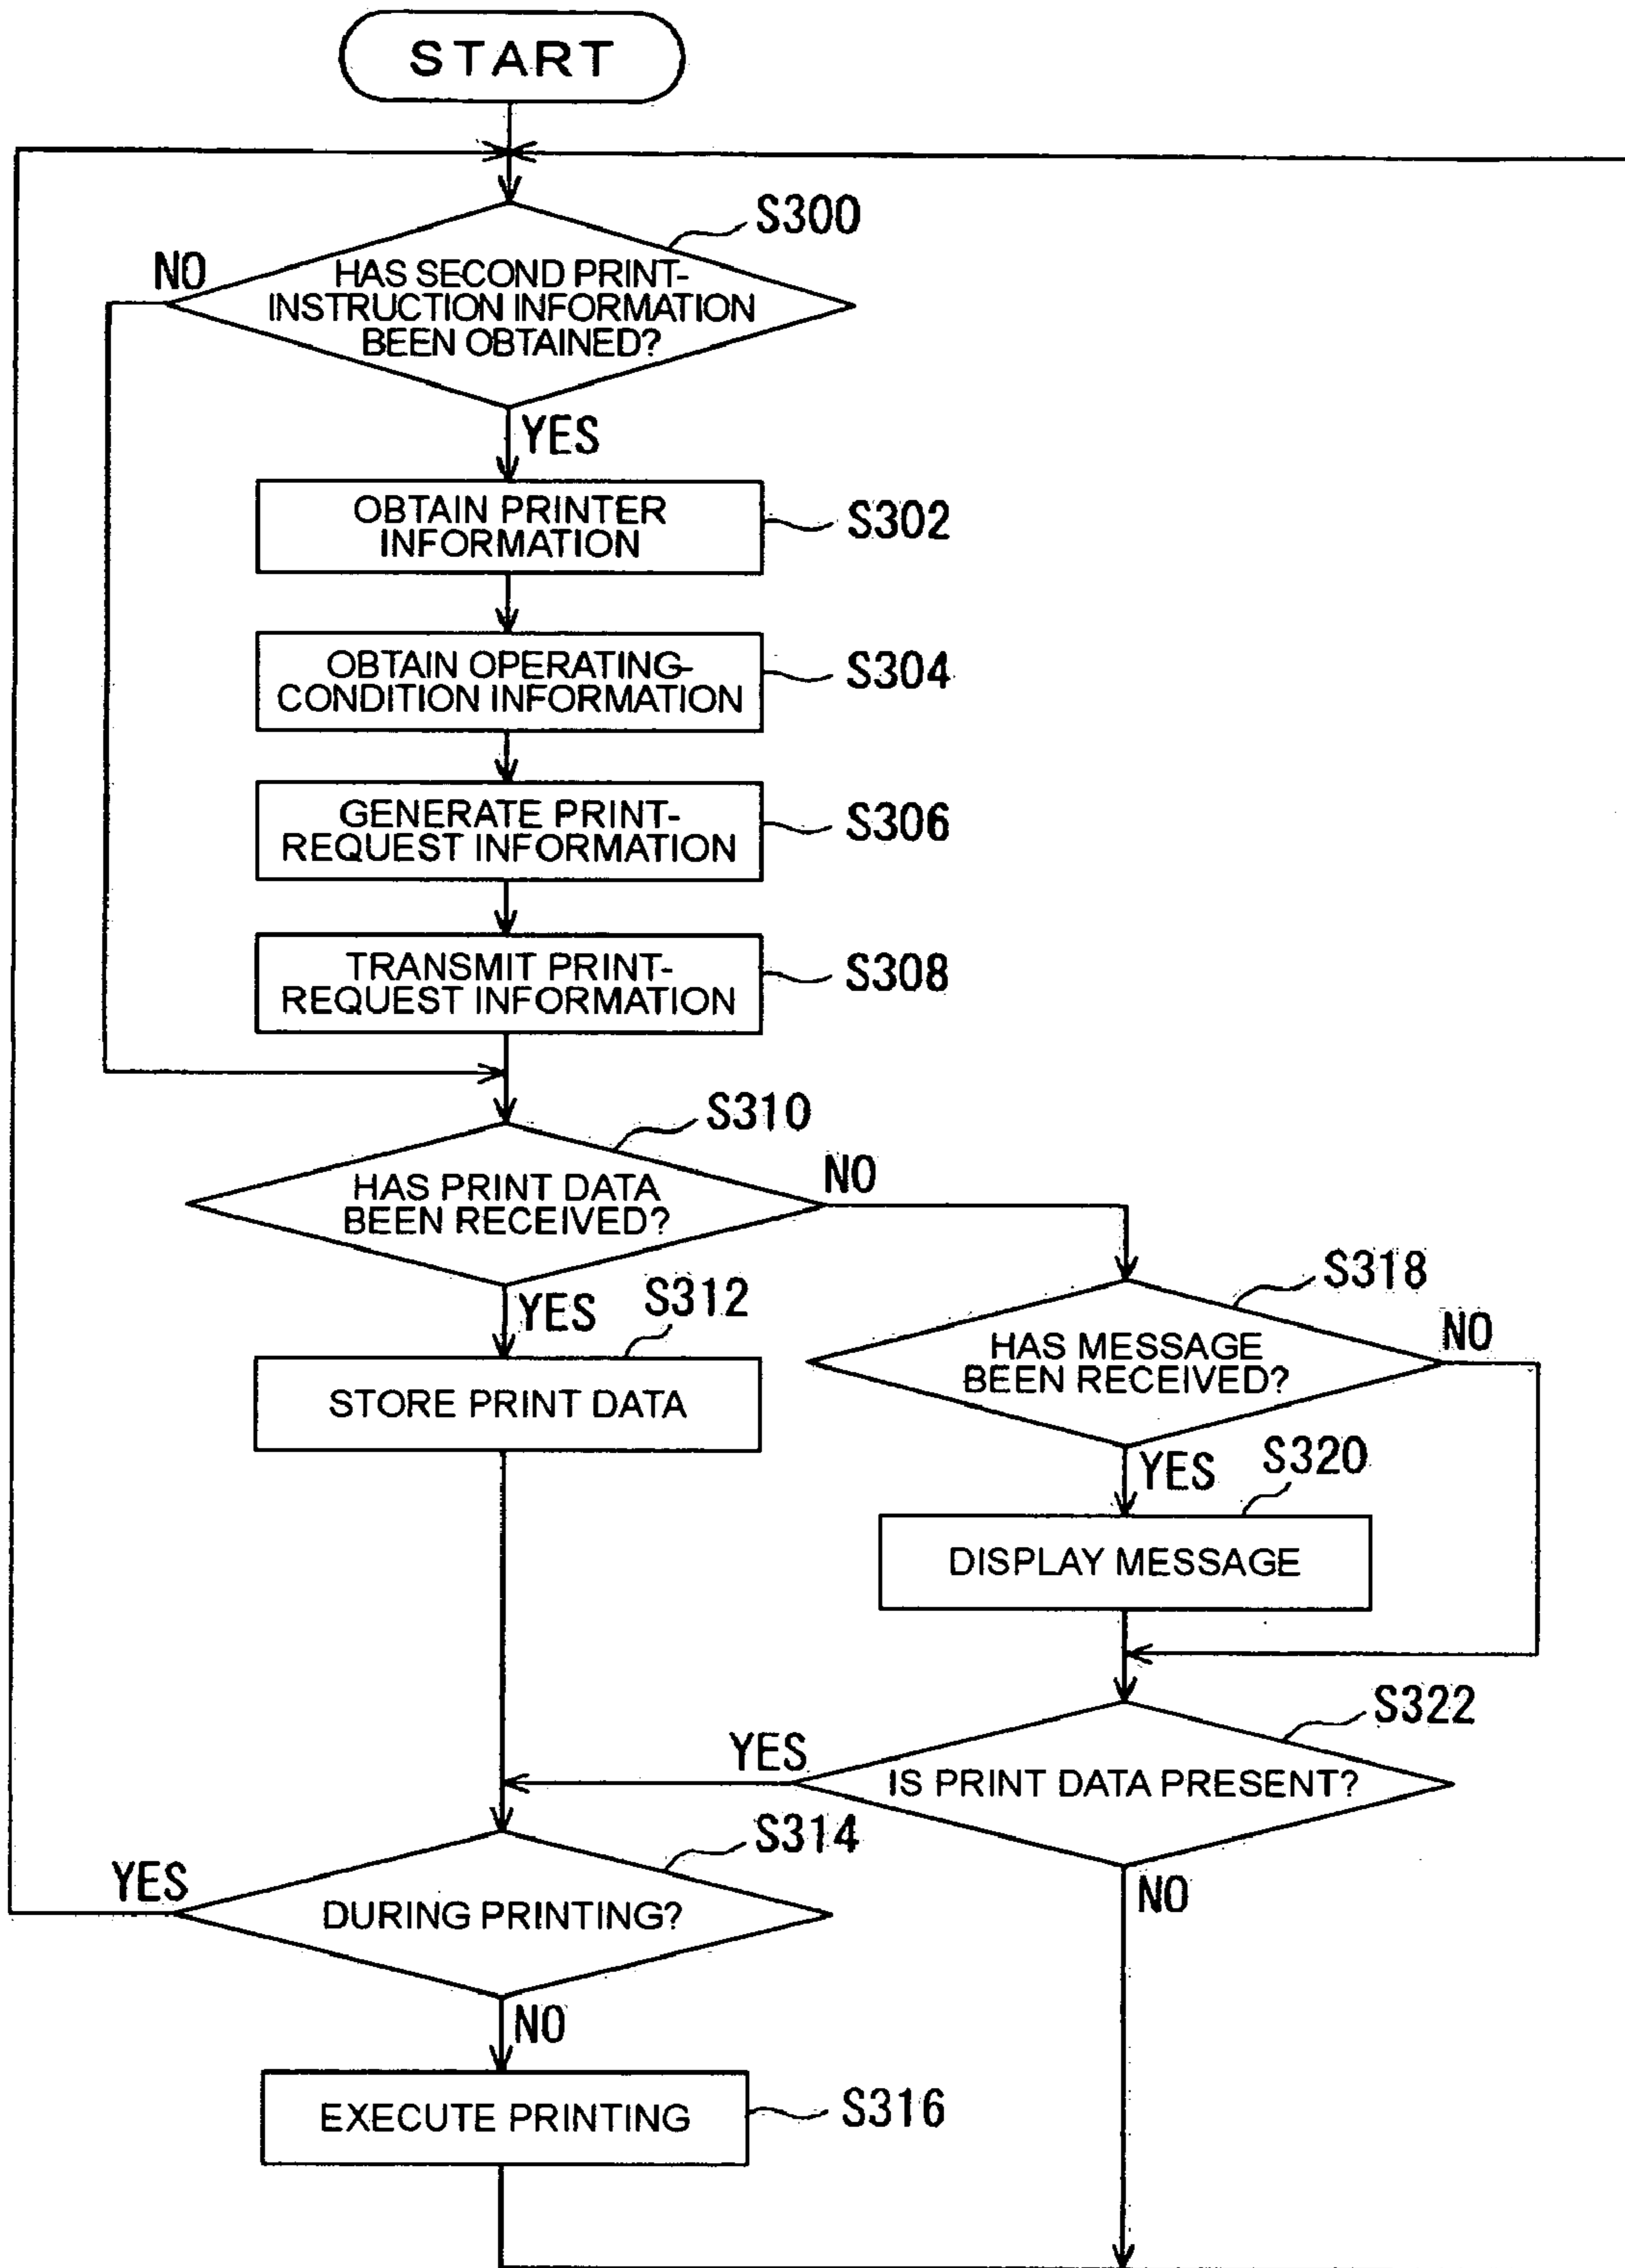 START
S300
NO
HAS SECOND PRINT-
INSTRUCTION INFORMATION
BEEN OBTAINED?
YES
OBTAIN PRINTER
INFORMATION
S302
OBTAIN OPERATING-
CONDITION INFORMATION
S304
GENERATE PRINT-
REQUEST INFORMATION
S306
TRANSMIT PRINT-
REQUEST INFORMATION
S308
S310
HAS PRINT DATA
BEEN RECEIVED?
NO
YES
S312
STORE PRINT DATA
S318
HAS MESSAGE
BEEN RECEIVED?
NO
YES
S320
DISPLAY MESSAGE
S322
IS PRINT DATA PRESENT?
YES
NO
S314
DURING PRINTING?
YES
NO
EXECUTE PRINTING
S316